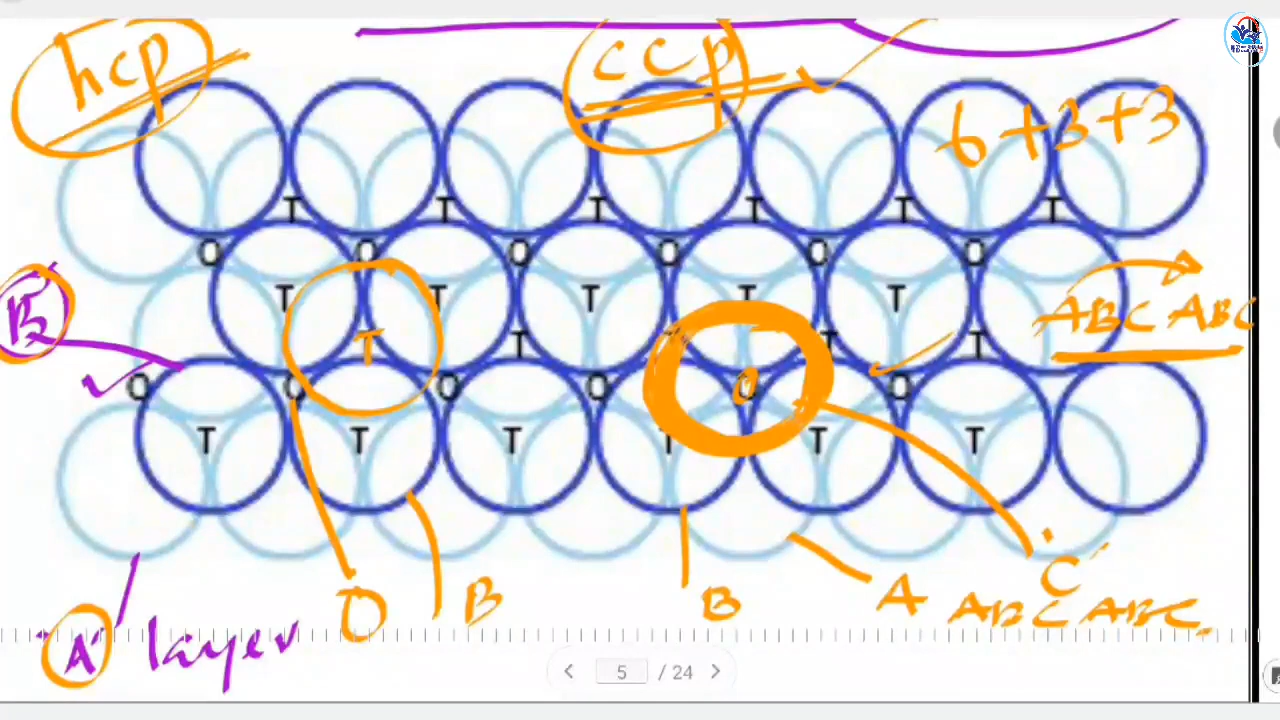 hcp ccp
6+3+3
T T T T T T
O O O O O O
T T T T T
B ABC ABC
T T T T
O O O O O O
T T T T T T
C
O B B A ABC ABC.
A layer
5 / 24